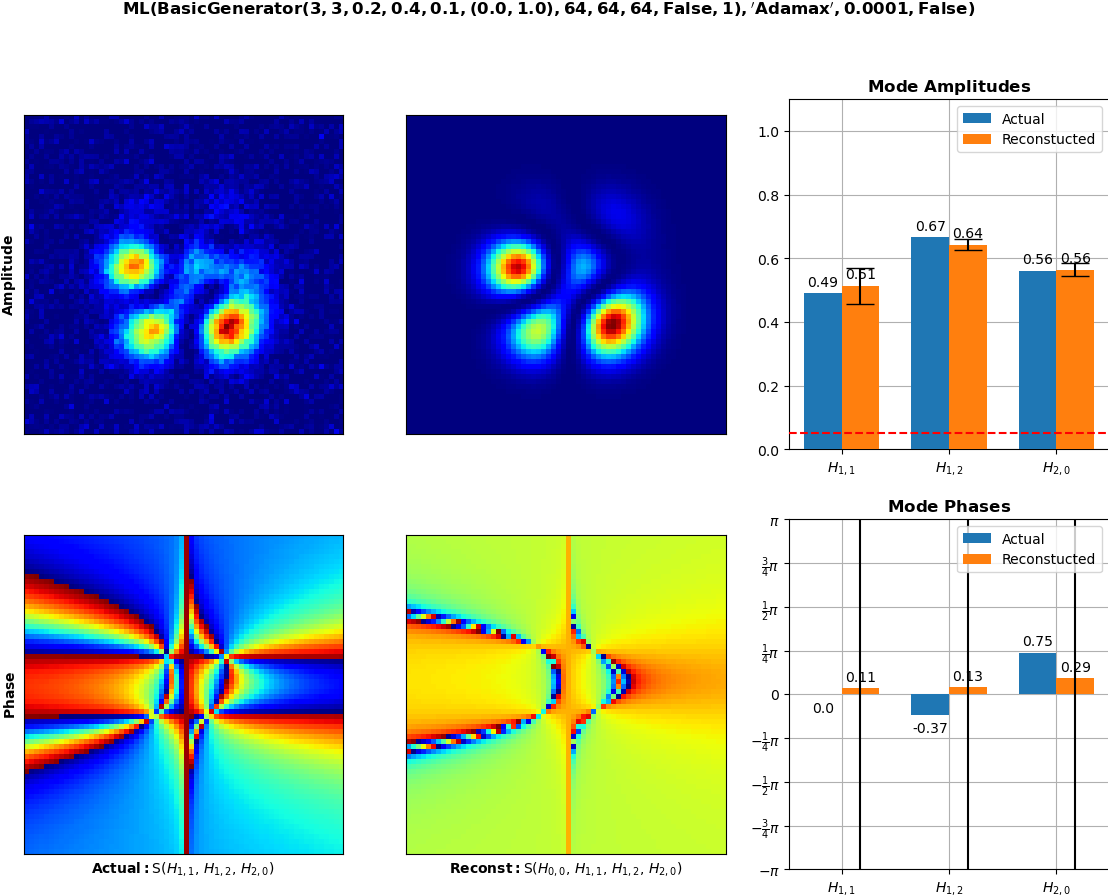 ML(BasicGenerator(3, 3, 0.2, 0.4, 0.1, (0.0, 1.0), 64, 64, 64, False, 1), ′Adamax′, 0.0001, False)
Amplitude
Mode Amplitudes
Actual
Reconstucted
1.0
0.8
0.6
0.4
0.2
0.0
0.49
0.51
0.67
0.64
0.56
0.56
H1,1
H1,2
H2,0
Phase
Actual: S(H1,1, H1,2, H2,0)
Reconst: S(H0,0, H1,1, H1,2, H2,0)
Mode Phases
Actual
Reconstucted
π
3/4π
1/2π
1/4π
0
−1/4π
−1/2π
−3/4π
−π
0.0
0.11
-0.37
0.13
0.75
0.29
H1,1
H1,2
H2,0